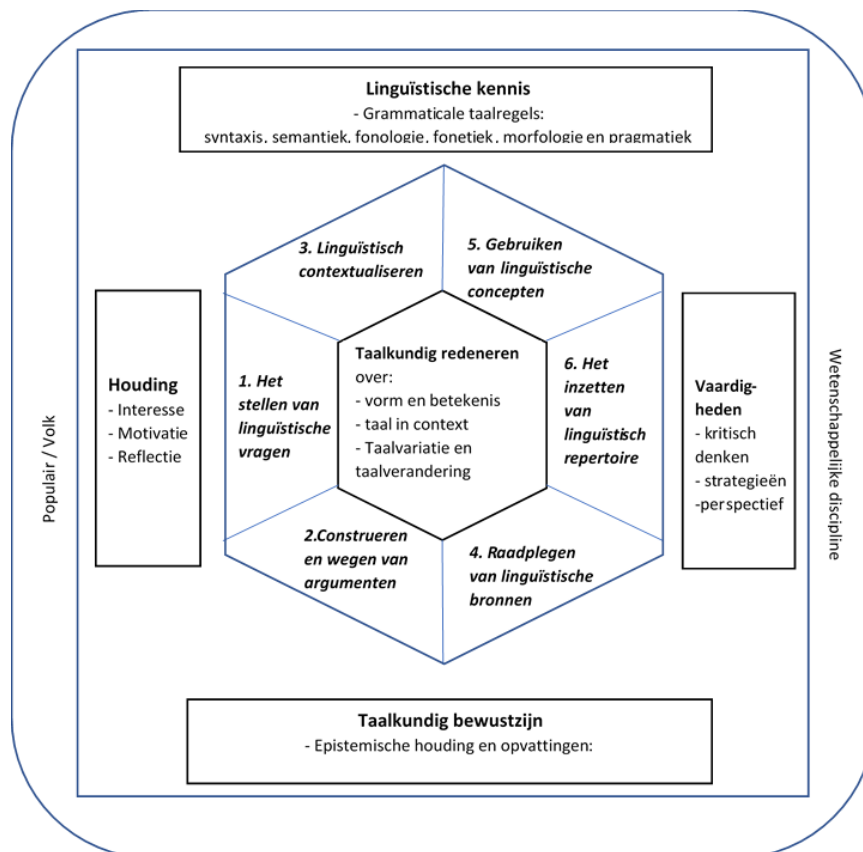 Linguïstische kennis
- Grammaticale taalregels:
syntaxis, semantiek, fonologie, fonetiek, morfologie en pragmatiek
3. Linguïstisch
contextualiseren
5. Gebruiken
van linguïstische
concepten
Populair / Volk
Houding
- Interesse
- Motivatie
- Reflectie
1. Het
stellen van
linguïstische
vragen
Taalkundig redeneren
over:
- vorm en betekenis
- taal in context
- Taalvariatie en
taalverandering
6. Het
inzetten
van
linguïstisch
repertoire
Vaardig-
heden
- kritisch
denken
- strategieën
-perspectief
Wetenschappelijke discipline
2.Construeren
en wegen van
argumenten
4. Raadplegen
van linguïstische
bronnen
Taalkundig bewustzijn
- Epistemische houding en opvattingen: